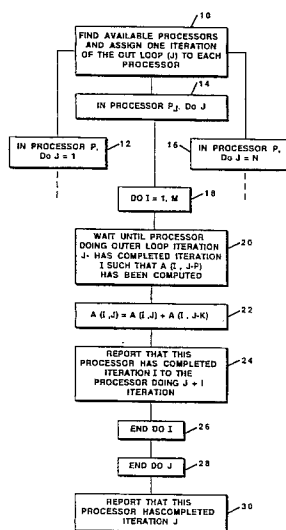 10
FIND AVAILABLE PROCESSORS
AND ASSIGN ONE ITERATION
OF THE OUT LOOP (J) TO EACH
PROCESSOR
14
IN PROCESSOR PJ, DO J
IN PROCESSOR P,
DO J = 1
12
16
IN PROCESSOR P,
DO J = N
DO I = 1, M
18
WAIT UNTIL PROCESSOR
DOING OUTER LOOP ITERATION
J- HAS COMPLETED ITERATION
I SUCH THAT A (I, J-P)
HAS BEEN COMPUTED
20
A (I,J) = A (I,J) + A (I, J-K)
22
REPORT THAT THIS
PROCESSOR HAS COMPLETED
ITERATION I TO THE
PROCESSOR DOING J + I
ITERATION
24
END DO I
26
END DO J
28
REPORT THAT THIS
PROCESSOR HASCOMPLETED
ITERATION J
30